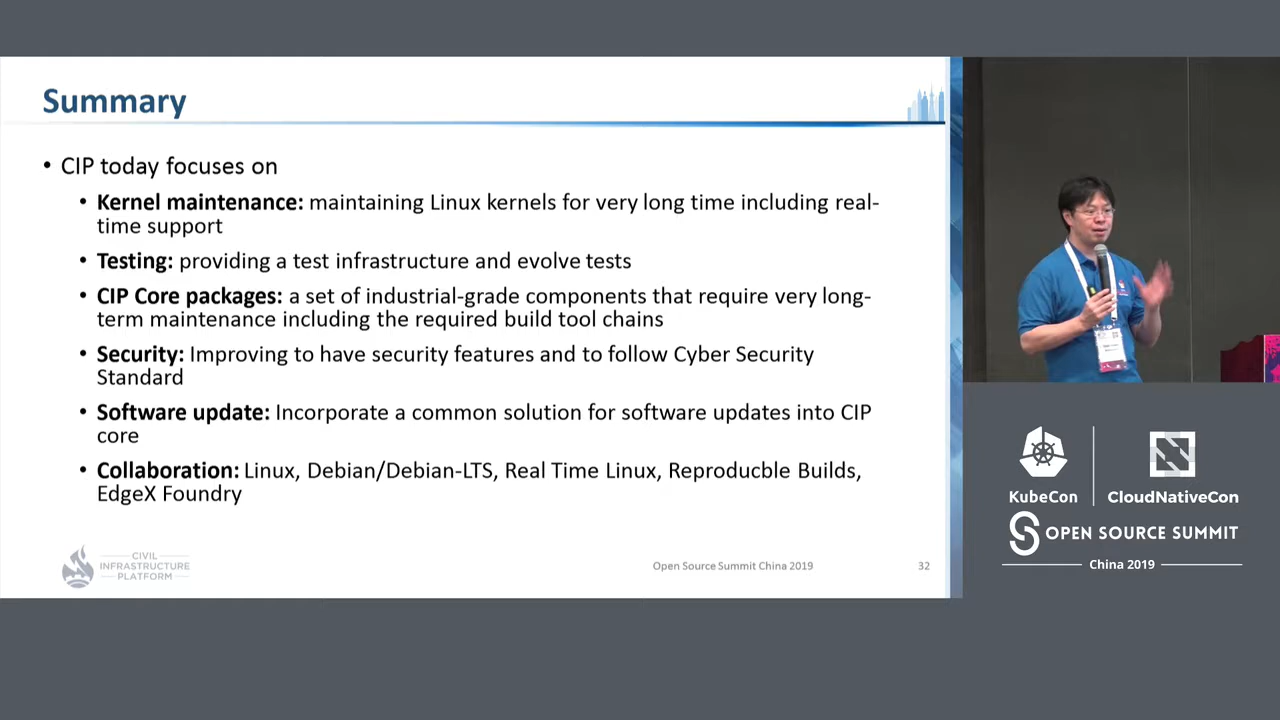 Summary
• CIP today focuses on
• Kernel maintenance: maintaining Linux kernels for very long time including real-
time support
• Testing: providing a test infrastructure and evolve tests
• CIP Core packages: a set of industrial-grade components that require very long-
term maintenance including the required build tool chains
• Security: Improving to have security features and to follow Cyber Security
Standard
• Software update: Incorporate a common solution for software updates into CIP
core
• Collaboration: Linux, Debian/Debian-LTS, Real Time Linux, Reproducble Builds,
EdgeX Foundry
CIVIL
INFRASTRUCTURE
PLATFORM
Open Source Summit China 2019
32
KubeCon
CloudNativeCon
OPEN SOURCE SUMMIT
China 2019